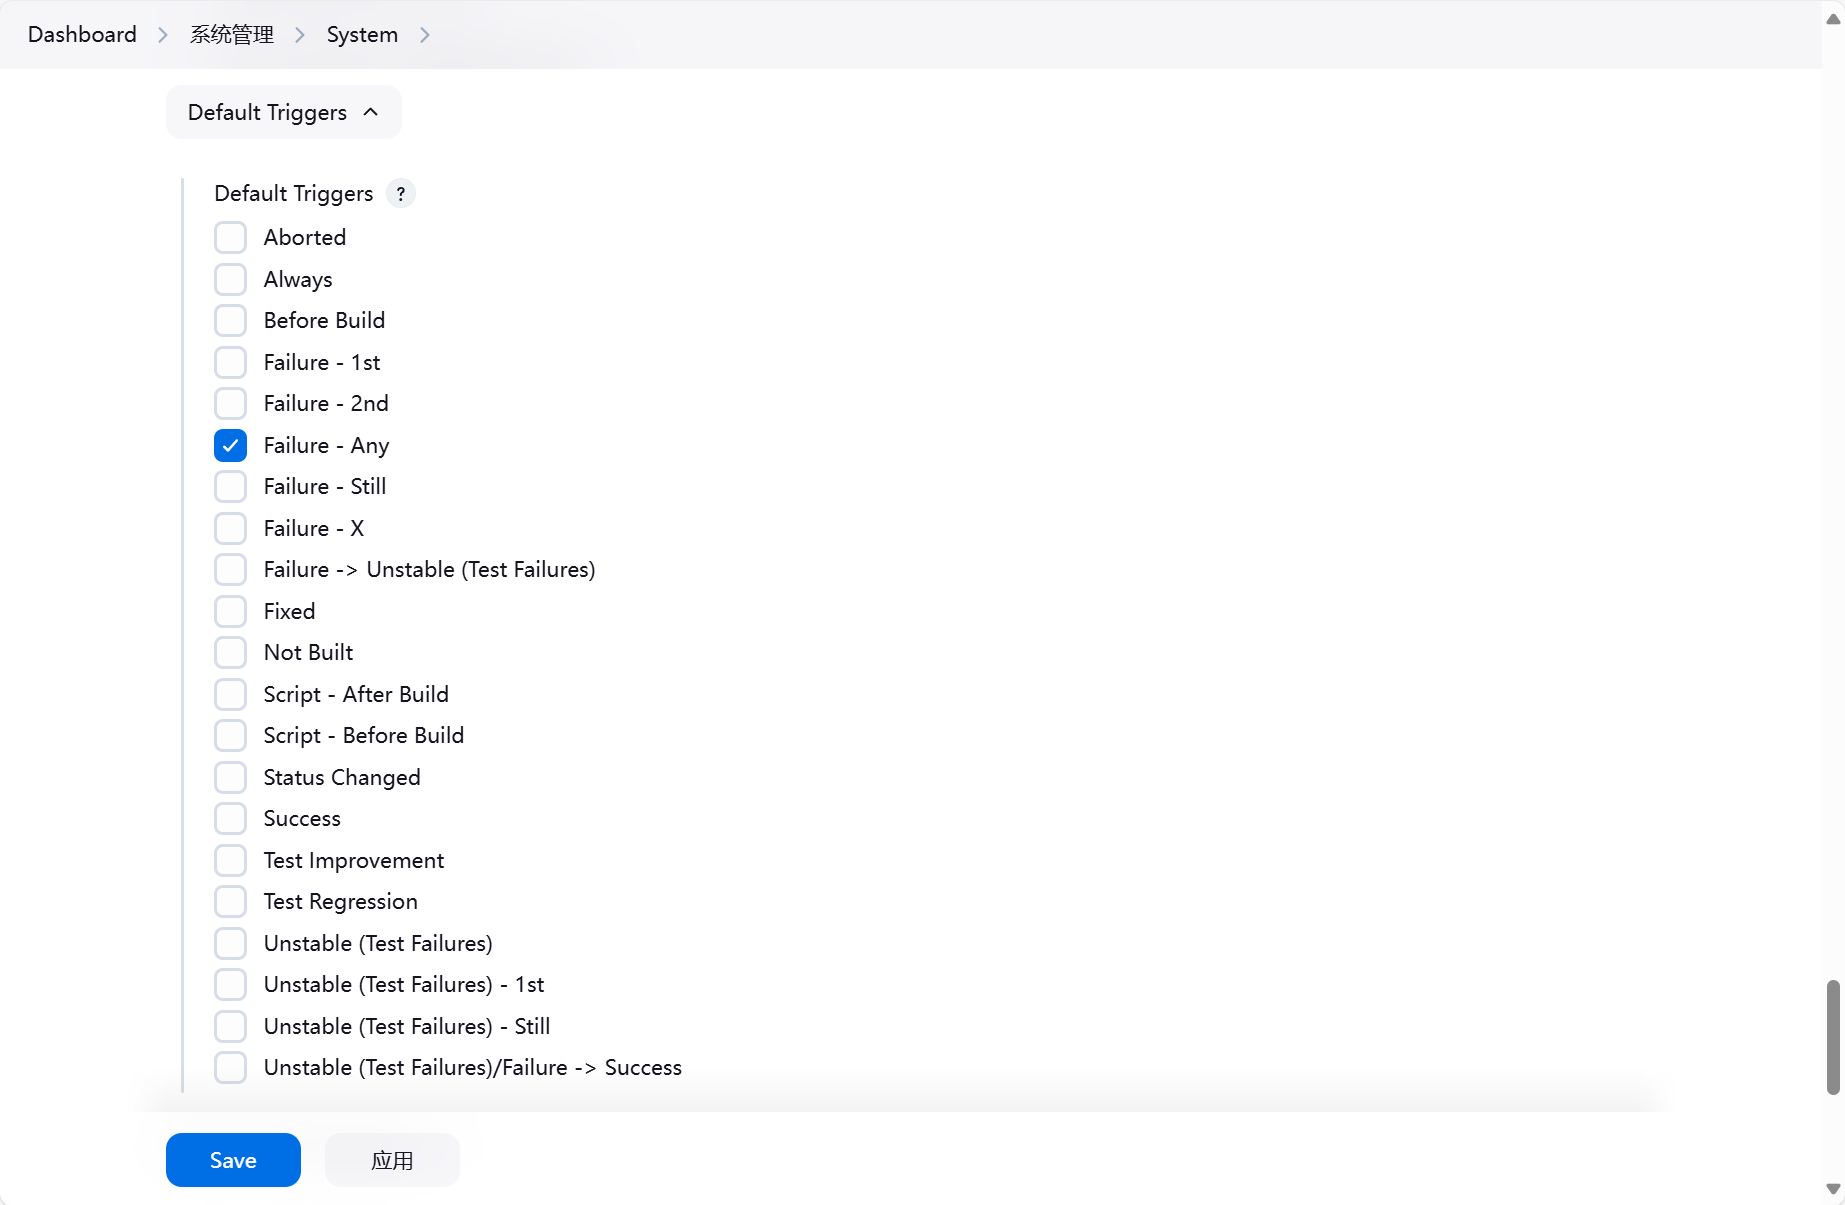 Dashboard 系统管理 System
Default Triggers
Default Triggers ?
Aborted
Always
Before Build
Failure - 1st
Failure - 2nd
Failure - Any
Failure - Still
Failure - X
Failure -> Unstable (Test Failures)
Fixed
Not Built
Script - After Build
Script - Before Build
Status Changed
Success
Test Improvement
Test Regression
Unstable (Test Failures)
Unstable (Test Failures) - 1st
Unstable (Test Failures) - Still
Unstable (Test Failures)/Failure -> Success
Save 应用